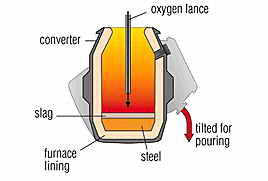 oxygen lance
converter
slag
tilted for
pouring
furnace
lining
steel